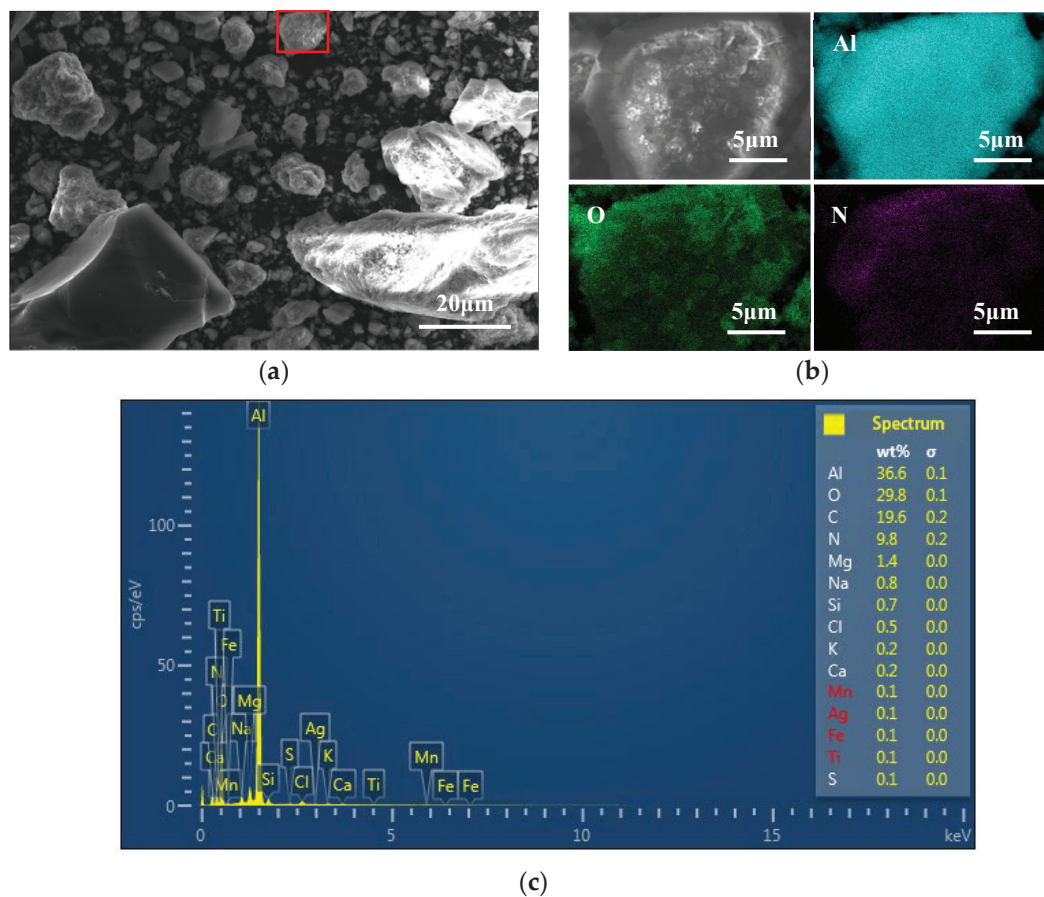 20μm
Al
5μm
5μm
O
N
5μm
5μm
(a)
(b)
Al
Spectrum
wt% σ
Al 36.6 0.1
O 29.8 0.1
C 19.6 0.2
N 9.8 0.2
Mg 1.4 0.0
Na 0.8 0.0
Si 0.7 0.0
Cl 0.5 0.0
K 0.2 0.0
Ca 0.2 0.0
Mn 0.1 0.0
Ag 0.1 0.0
Fe 0.1 0.0
Ti 0.1 0.0
S 0.1 0.0
100
cps/eV
Ti
Fe
50
N
Mg
Na
Ag
S
K
Mn
Ca
Mn
Si
Cl
Ca
Ti
Fe
Fe
0
0 5 10 15 keV
(c)